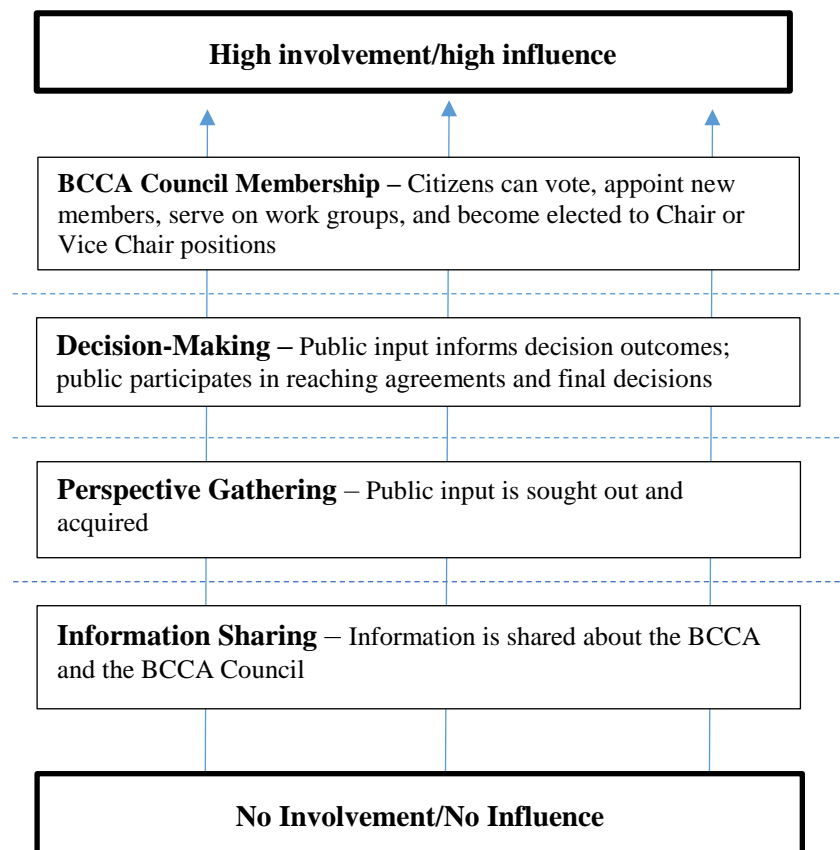 High involvement/high influence
BCCA Council Membership – Citizens can vote, appoint new
members, serve on work groups, and become elected to Chair or
Vice Chair positions
Decision-Making – Public input informs decision outcomes;
public participates in reaching agreements and final decisions
Perspective Gathering – Public input is sought out and
acquired
Information Sharing – Information is shared about the BCCA
and the BCCA Council
No Involvement/No Influence